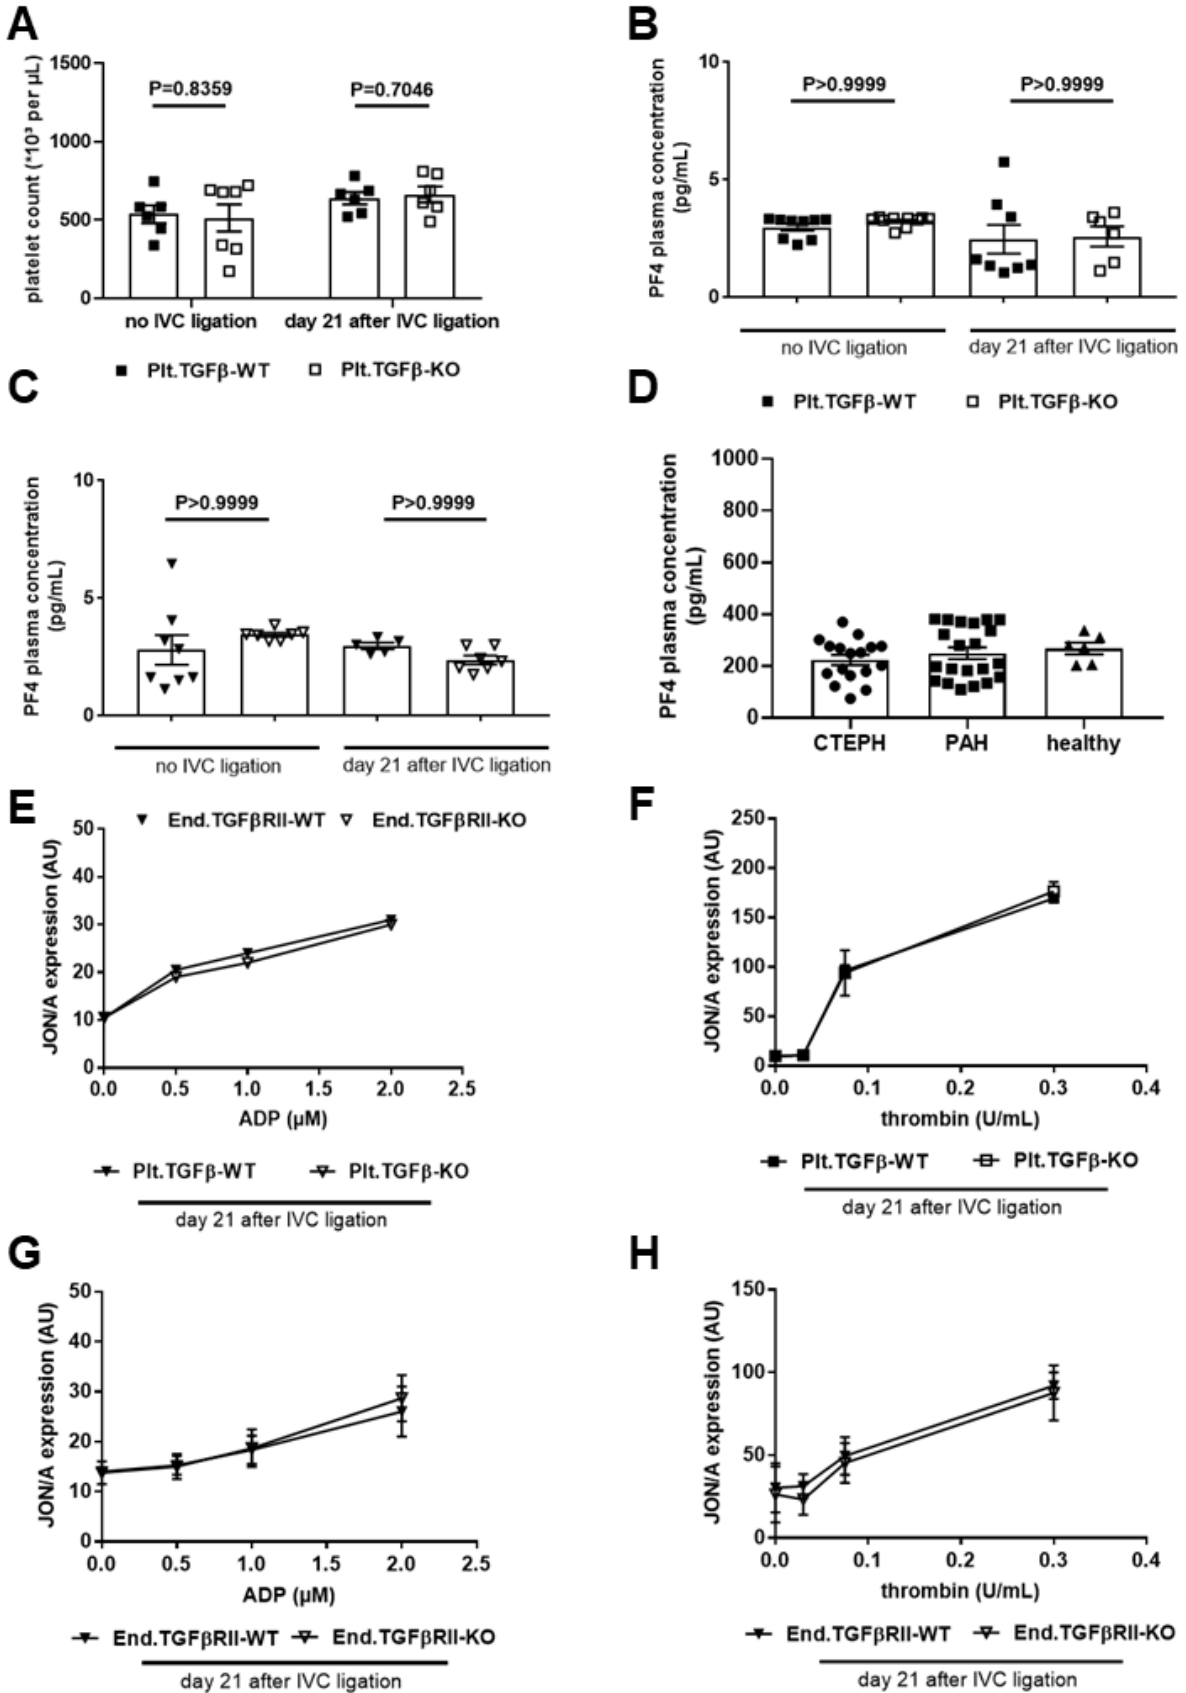 A
platelet count (*10³ per µL)
1500
1000
500
0
P=0.8359
P=0.7046
no IVC ligation
day 21 after IVC ligation
Plt.TGFβ-WT
Plt.TGFβ-KO
B
PF4 plasma concentration
(pg/mL)
10
5
0
P>0.9999
P>0.9999
no IVC ligation
day 21 after IVC ligation
Plt.TGFβ-WT
Plt.TGFβ-KO
C
PF4 plasma concentration
(pg/mL)
10
5
0
P>0.9999
P>0.9999
no IVC ligation
day 21 after IVC ligation
End.TGFβRII-WT
End.TGFβRII-KO
D
PF4 plasma concentration
(pg/mL)
1000
800
600
400
200
0
CTEPH
PAH
healthy
E
JON/A expression (AU)
50
40
30
20
10
0
0.0
0.5
1.0
1.5
2.0
2.5
ADP (µM)
Plt.TGFβ-WT
Plt.TGFβ-KO
day 21 after IVC ligation
F
JON/A expression (AU)
250
200
150
100
50
0
0.0
0.1
0.2
0.3
0.4
thrombin (U/mL)
Plt.TGFβ-WT
Plt.TGFβ-KO
day 21 after IVC ligation
G
JON/A expression (AU)
50
40
30
20
10
0
0.0
0.5
1.0
1.5
2.0
2.5
ADP (µM)
End.TGFβRII-WT
End.TGFβRII-KO
day 21 after IVC ligation
H
JON/A expression (AU)
150
100
50
0
0.0
0.1
0.2
0.3
0.4
thrombin (U/mL)
End.TGFβRII-WT
End.TGFβRII-KO
day 21 after IVC ligation